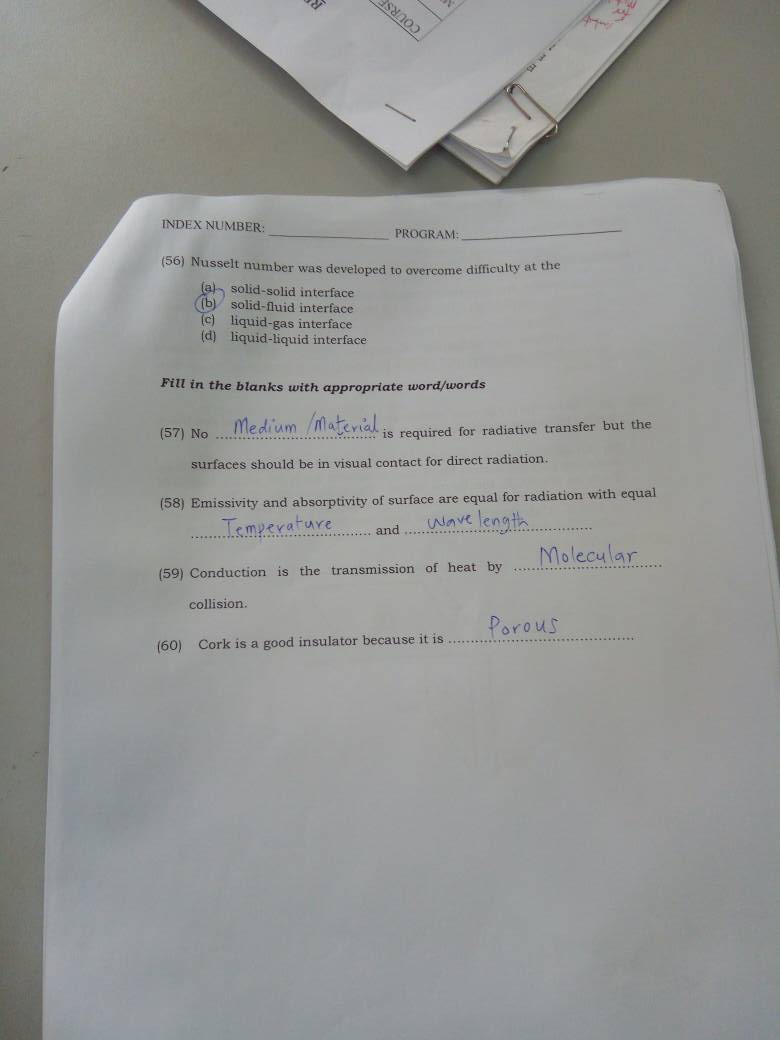 COURSE
INDEX NUMBER: PROGRAM:
(56) Nusselt number was developed to overcome difficulty at the
(a) solid-solid interface
(b) solid-fluid interface
(c) liquid-gas interface
(d) liquid-liquid interface
Fill in the blanks with appropriate word/words
(57) No Medium /Material is required for radiative transfer but the
surfaces should be in visual contact for direct radiation.
(58) Emissivity and absorptivity of surface are equal for radiation with equal
Temperature and wave length
(59) Conduction is the transmission of heat by Molecular
collision.
(60) Cork is a good insulator because it is Porous